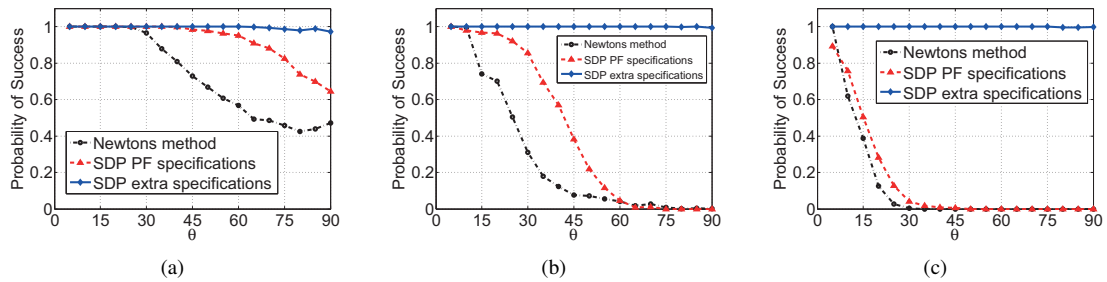 Probability of Success
1
0.8
0.6
0.4
0.2
0
Newtons method
SDP PF specifications
SDP extra specifications
0 15 30 45 60 75 90
θ
(a)
Probability of Success
1
0.8
0.6
0.4
0.2
0
Newtons method
SDP PF specifications
SDP extra specifications
0 15 30 45 60 75 90
θ
(b)
Probability of Success
1
0.8
0.6
0.4
0.2
0
Newtons method
SDP PF specifications
SDP extra specifications
0 15 30 45 60 75 90
θ
(c)